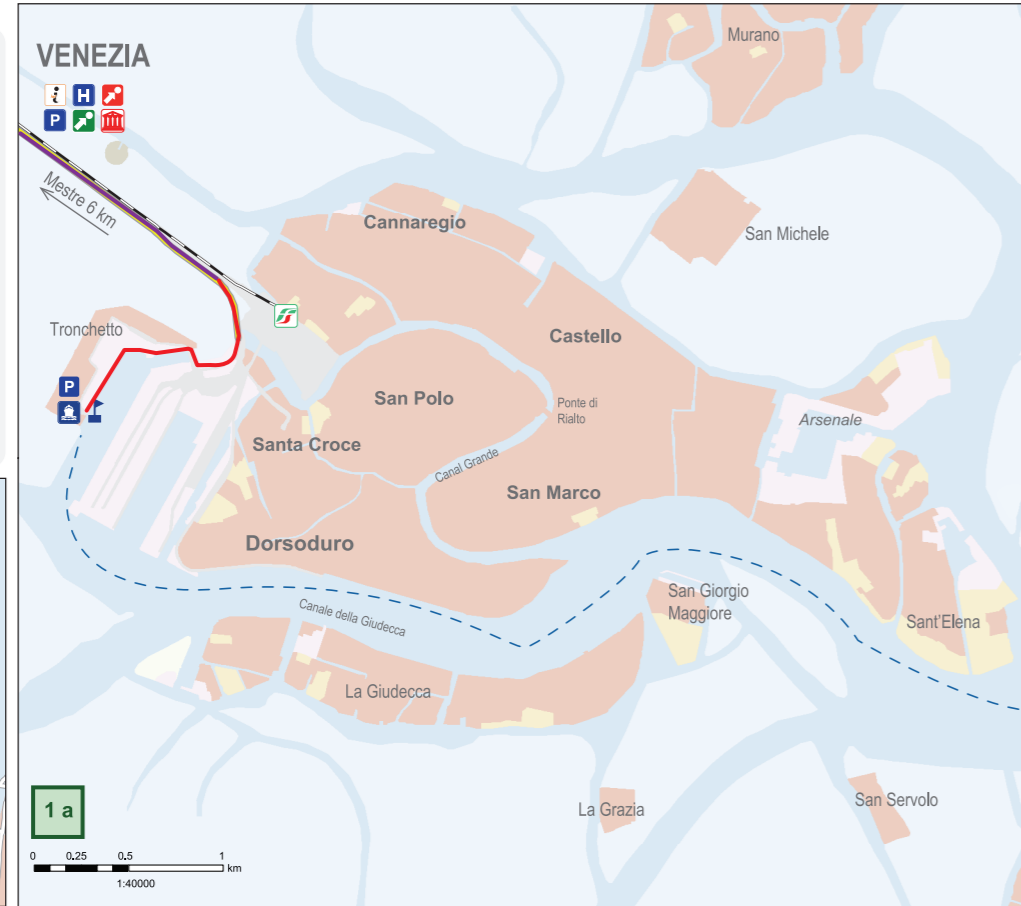 VENEZIA
i H
P
Mestre 6 km
Murano
Cannaregio
San Michele
Tronchetto
Castello
P
San Polo
Ponte di
Rialto
Arsenale
Santa Croce
Canal Grande
San Marco
Dorsoduro
San Giorgio
Maggiore
Canale della Giudecca
Sant'Elena
La Giudecca
1 a
La Grazia
San Servolo
0 0.25 0.5 1
km
1:40000